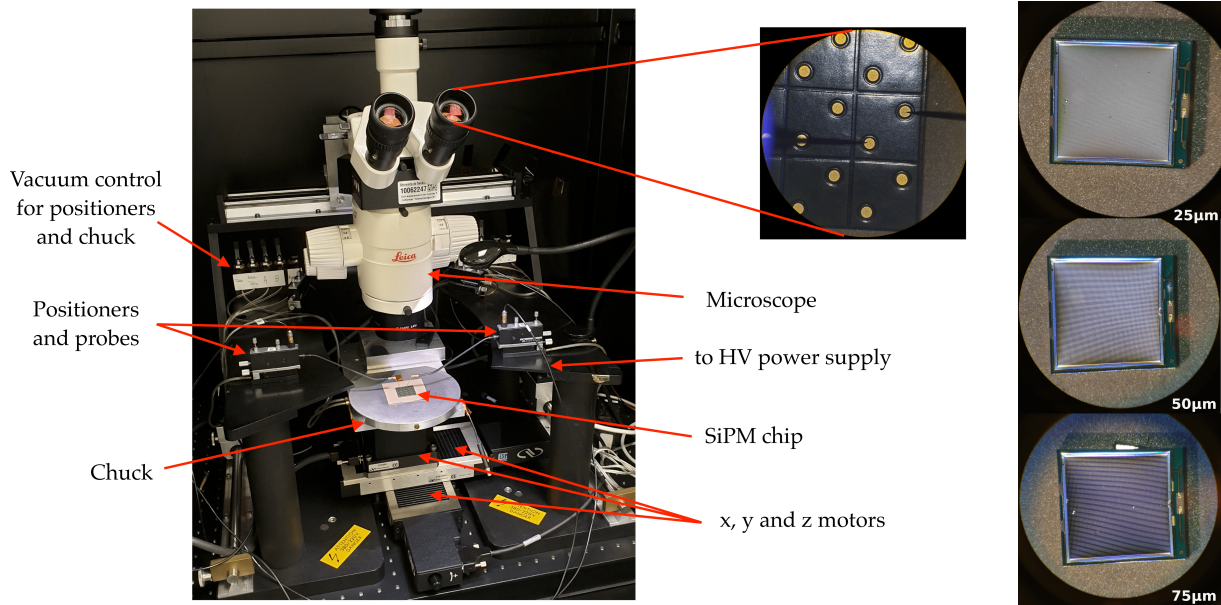 Vacuum control
for positioners
and chuck
Positioners
and probes
Chuck
10062247
Leica
Microscope
to HV power supply
SiPM chip
x, y and z motors
25µm
50µm
75µm